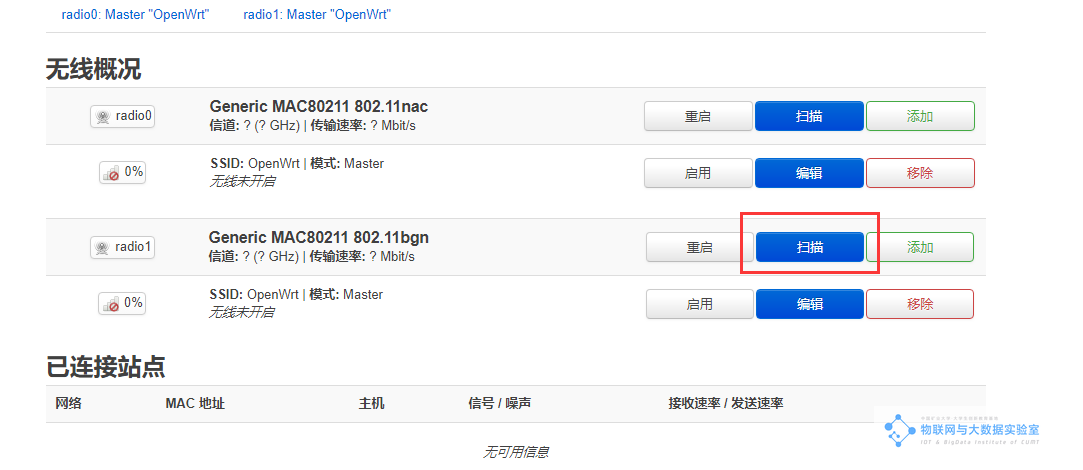 radio0: Master "OpenWrt" radio1: Master "OpenWrt"
无线概况
radio0 Generic MAC80211 802.11nac 重启 扫描 添加
信道: ? (? GHz) | 传输速率: ? Mbit/s
0% SSID: OpenWrt | 模式: Master 启用 编辑 移除
无线未开启
radio1 Generic MAC80211 802.11bgn 重启 扫描 添加
信道: ? (? GHz) | 传输速率: ? Mbit/s
0% SSID: OpenWrt | 模式: Master 启用 编辑 移除
无线未开启
已连接站点
网络 MAC 地址 主机 信号 / 噪声 接收速率 / 发送速率
物联网与大数据实验室
IOT & BigData Institute of CUMT
无可用信息